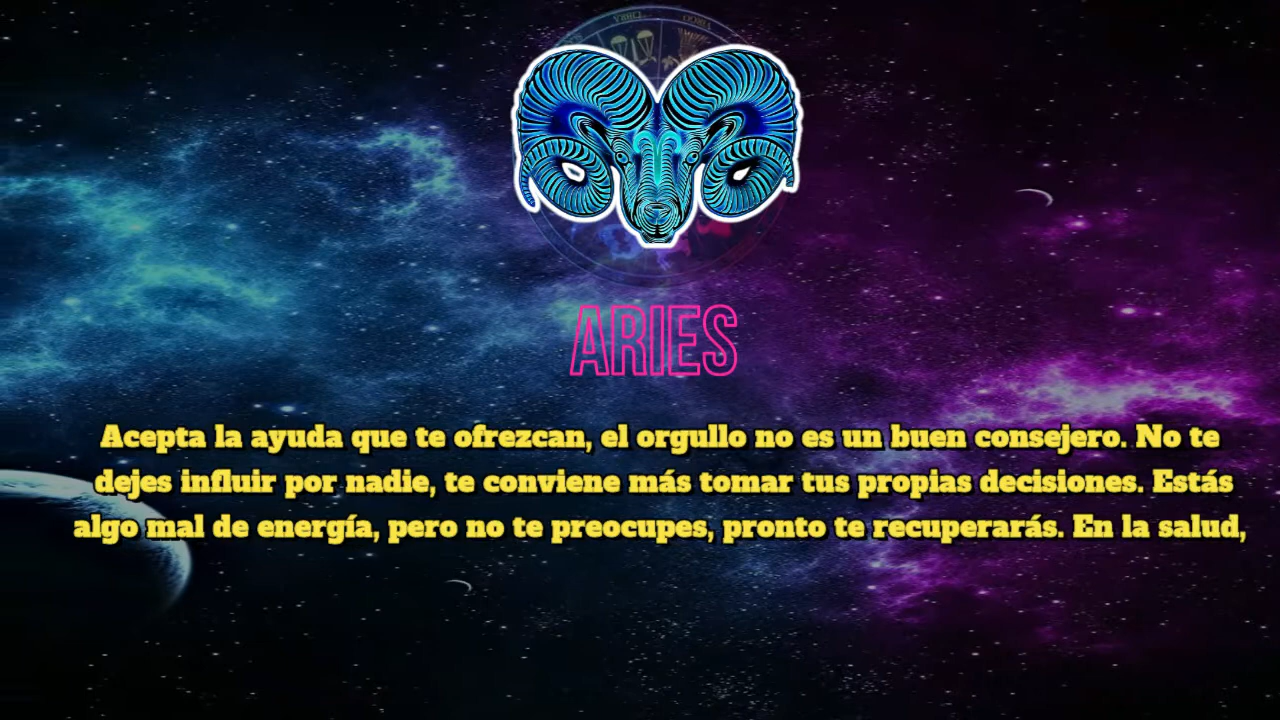 ARIES
Acepta la ayuda que te ofrezcan, el orgullo no es un buen consejero. No te
dejes influir por nadie, te conviene más tomar tus propias decisiones. Estás
algo mal de energía, pero no te preocupes, pronto te recuperarás. En la salud,